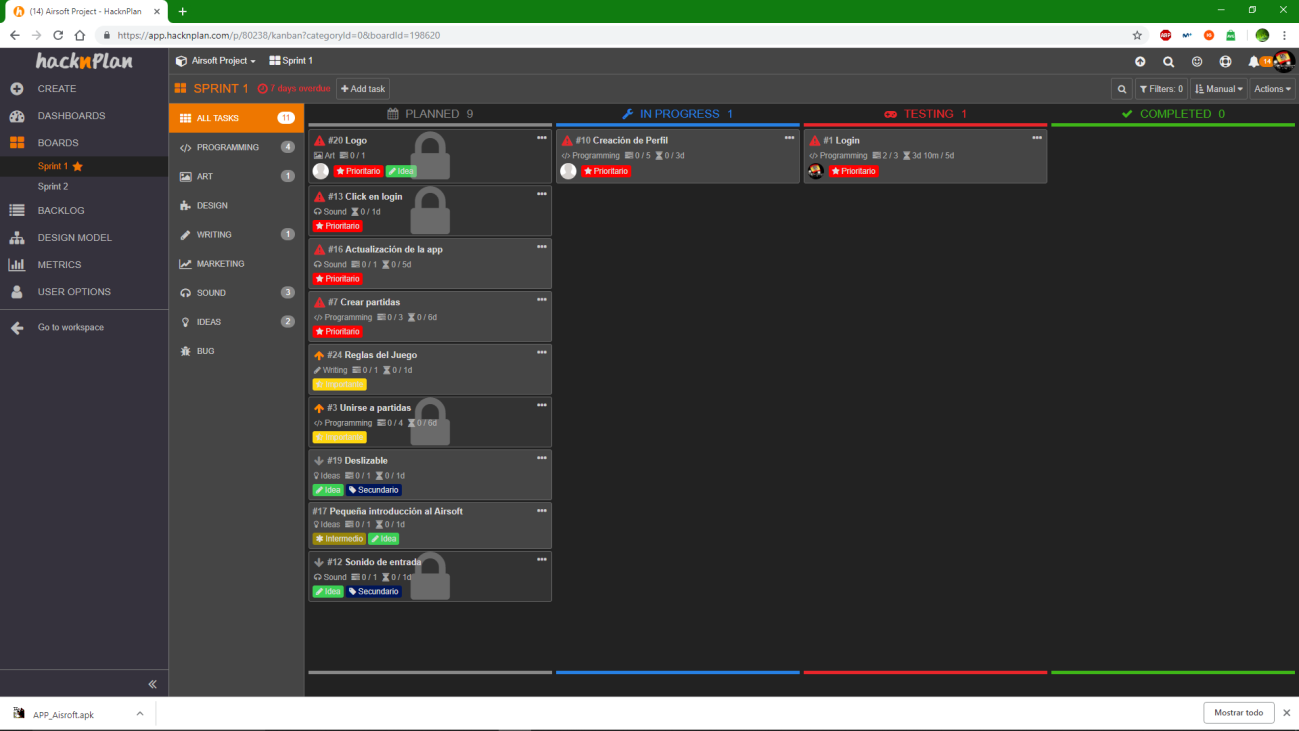 (14) Airsoft Project - HacknPlan
https://app.hacknplan.com/p/80238/kanban?categoryId=0&boardId=198620
hacknPlan
Airsoft Project
Sprint 1
14
CREATE
DASHBOARDS
BOARDS
Sprint 1
Sprint 2
BACKLOG
DESIGN MODEL
METRICS
USER OPTIONS
Go to workspace
SPRINT 1
7 days overdue
+ Add task
Filters: 0
Manual
Actions
ALL TASKS 11
PROGRAMMING 4
ART 1
DESIGN
WRITING 1
MARKETING
SOUND 3
IDEAS 2
BUG
PLANNED 9
#20 Logo
Art 0 / 1
Prioritario Idea
#13 Click en login
Sound 0 / 1d
Prioritario
#16 Actualización de la app
Sound 0 / 1 0 / 5d
Prioritario
#7 Crear partidas
Programming 0 / 3 0 / 6d
Prioritario
#24 Reglas del Juego
Writing 0 / 1 0 / 1d
Importante
#3 Unirse a partidas
Programming 0 / 4 0 / 6d
Importante
#19 Deslizable
Ideas 0 / 1 0 / 1d
Idea Secundario
#17 Pequeña introducción al Airsoft
Ideas 0 / 1 0 / 1d
Intermedio Idea
#12 Sonido de entrada
Sound 0 / 1 0 / 1d
Idea Secundario
IN PROGRESS 1
#10 Creación de Perfil
Programming 0 / 5 0 / 3d
Prioritario
TESTING 1
#1 Login
Programming 2 / 3 3d 10m / 5d
Prioritario
COMPLETED 0
APP_Aisroft.apk
Mostrar todo